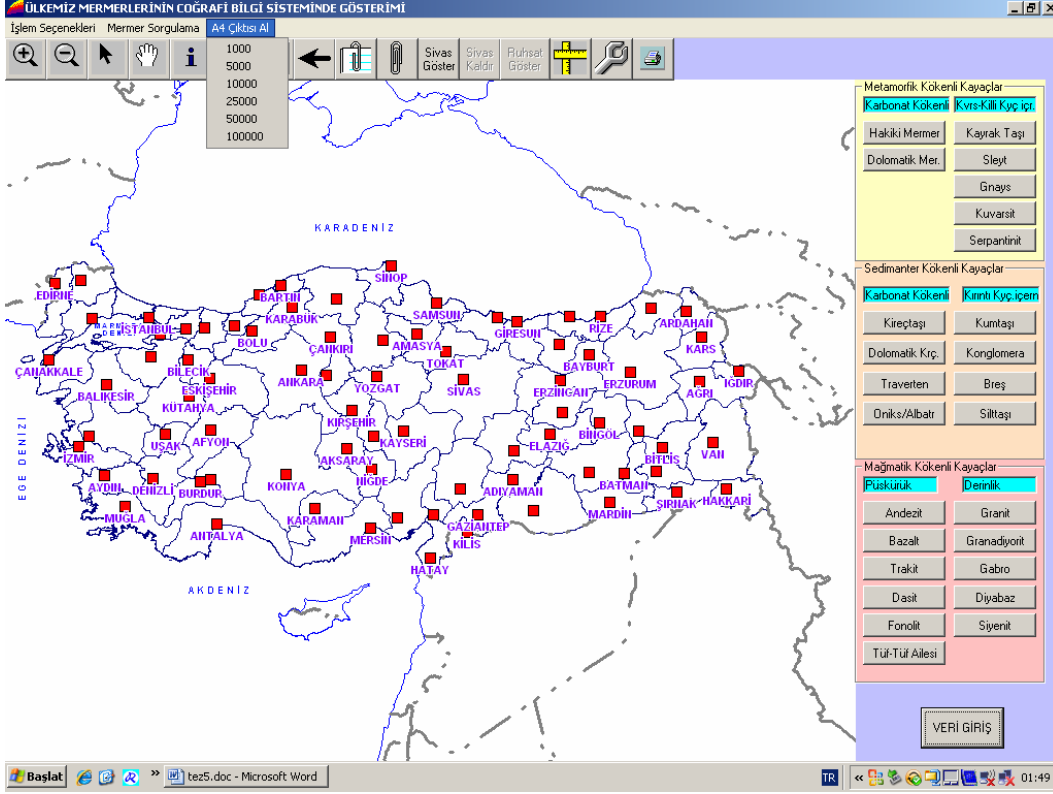 ÜLKEMİZ MERMERLERİNİN COĞRAFİ BİLGİ SİSTEMİNDE GÖSTERİMİ
İşlem Seçenekleri Mermer Sorgulama A4 Çıktısı Al
1000
5000
10000
25000
50000
100000
Sivas Göster
Sivas Kaldır
Ruhsat Göster
KARADENİZ
EGE DENİZİ
AKDENİZ
SİNOP
EDİRNE
BARTIN
KARABÜK
SAMSUN
İSTANBUL
BOLU
GİRESUN
RİZE
ARDAHAN
ÇANKIRI
AMASYA
KARS
TOKAT
BAYBURT
ÇANAKKALE
BİLECİK
ANKARA
YOZGAT
SİVAS
ERZİNCAN
ERZURUM
AĞRI
IĞDIR
BALIKESİR
ESKİŞEHİR
KÜTAHYA
KIRŞEHİR
İZMİR
UŞAK
AFYON
KAYSERİ
ELAZIĞ
BİNGÖL
AKSARAY
BİTLİS
VAN
AYDIN
DENİZLİ
BURDUR
KONYA
NİĞDE
ADIYAMAN
BATMAN
MUĞLA
KARAMAN
MARDİN
ŞIRNAK
HAKKARİ
ANTALYA
MERSİN
GAZİANTEP
KİLİS
HATAY
Metamorfik Kökenli Kayaçlar
Karbonat Kökenli Kvrs-Killi Kyç içr.
Hakiki Mermer Kayrak Taşı
Dolomatik Mer. Sleyt
Gnays
Kuvarsit
Serpantinit
Sedimanter Kökenli Kayaçlar
Karbonat Kökenli Kırıntı Kyç.içern
Kireçtaşı Kumtaşı
Dolomatik Krç. Konglomera
Traverten Breş
Oniks/Albatr Silttaşı
Mağmatik Kökenli Kayaçlar
Püskürük Derinlik
Andezit Granit
Bazalt Granadiyorit
Trakit Gabro
Dasit Diyabaz
Fonolit Siyenit
Tüf-Tüf Ailesi
VERİ GİRİŞ
Başlat » tez5.doc - Microsoft Word TR « 01:49